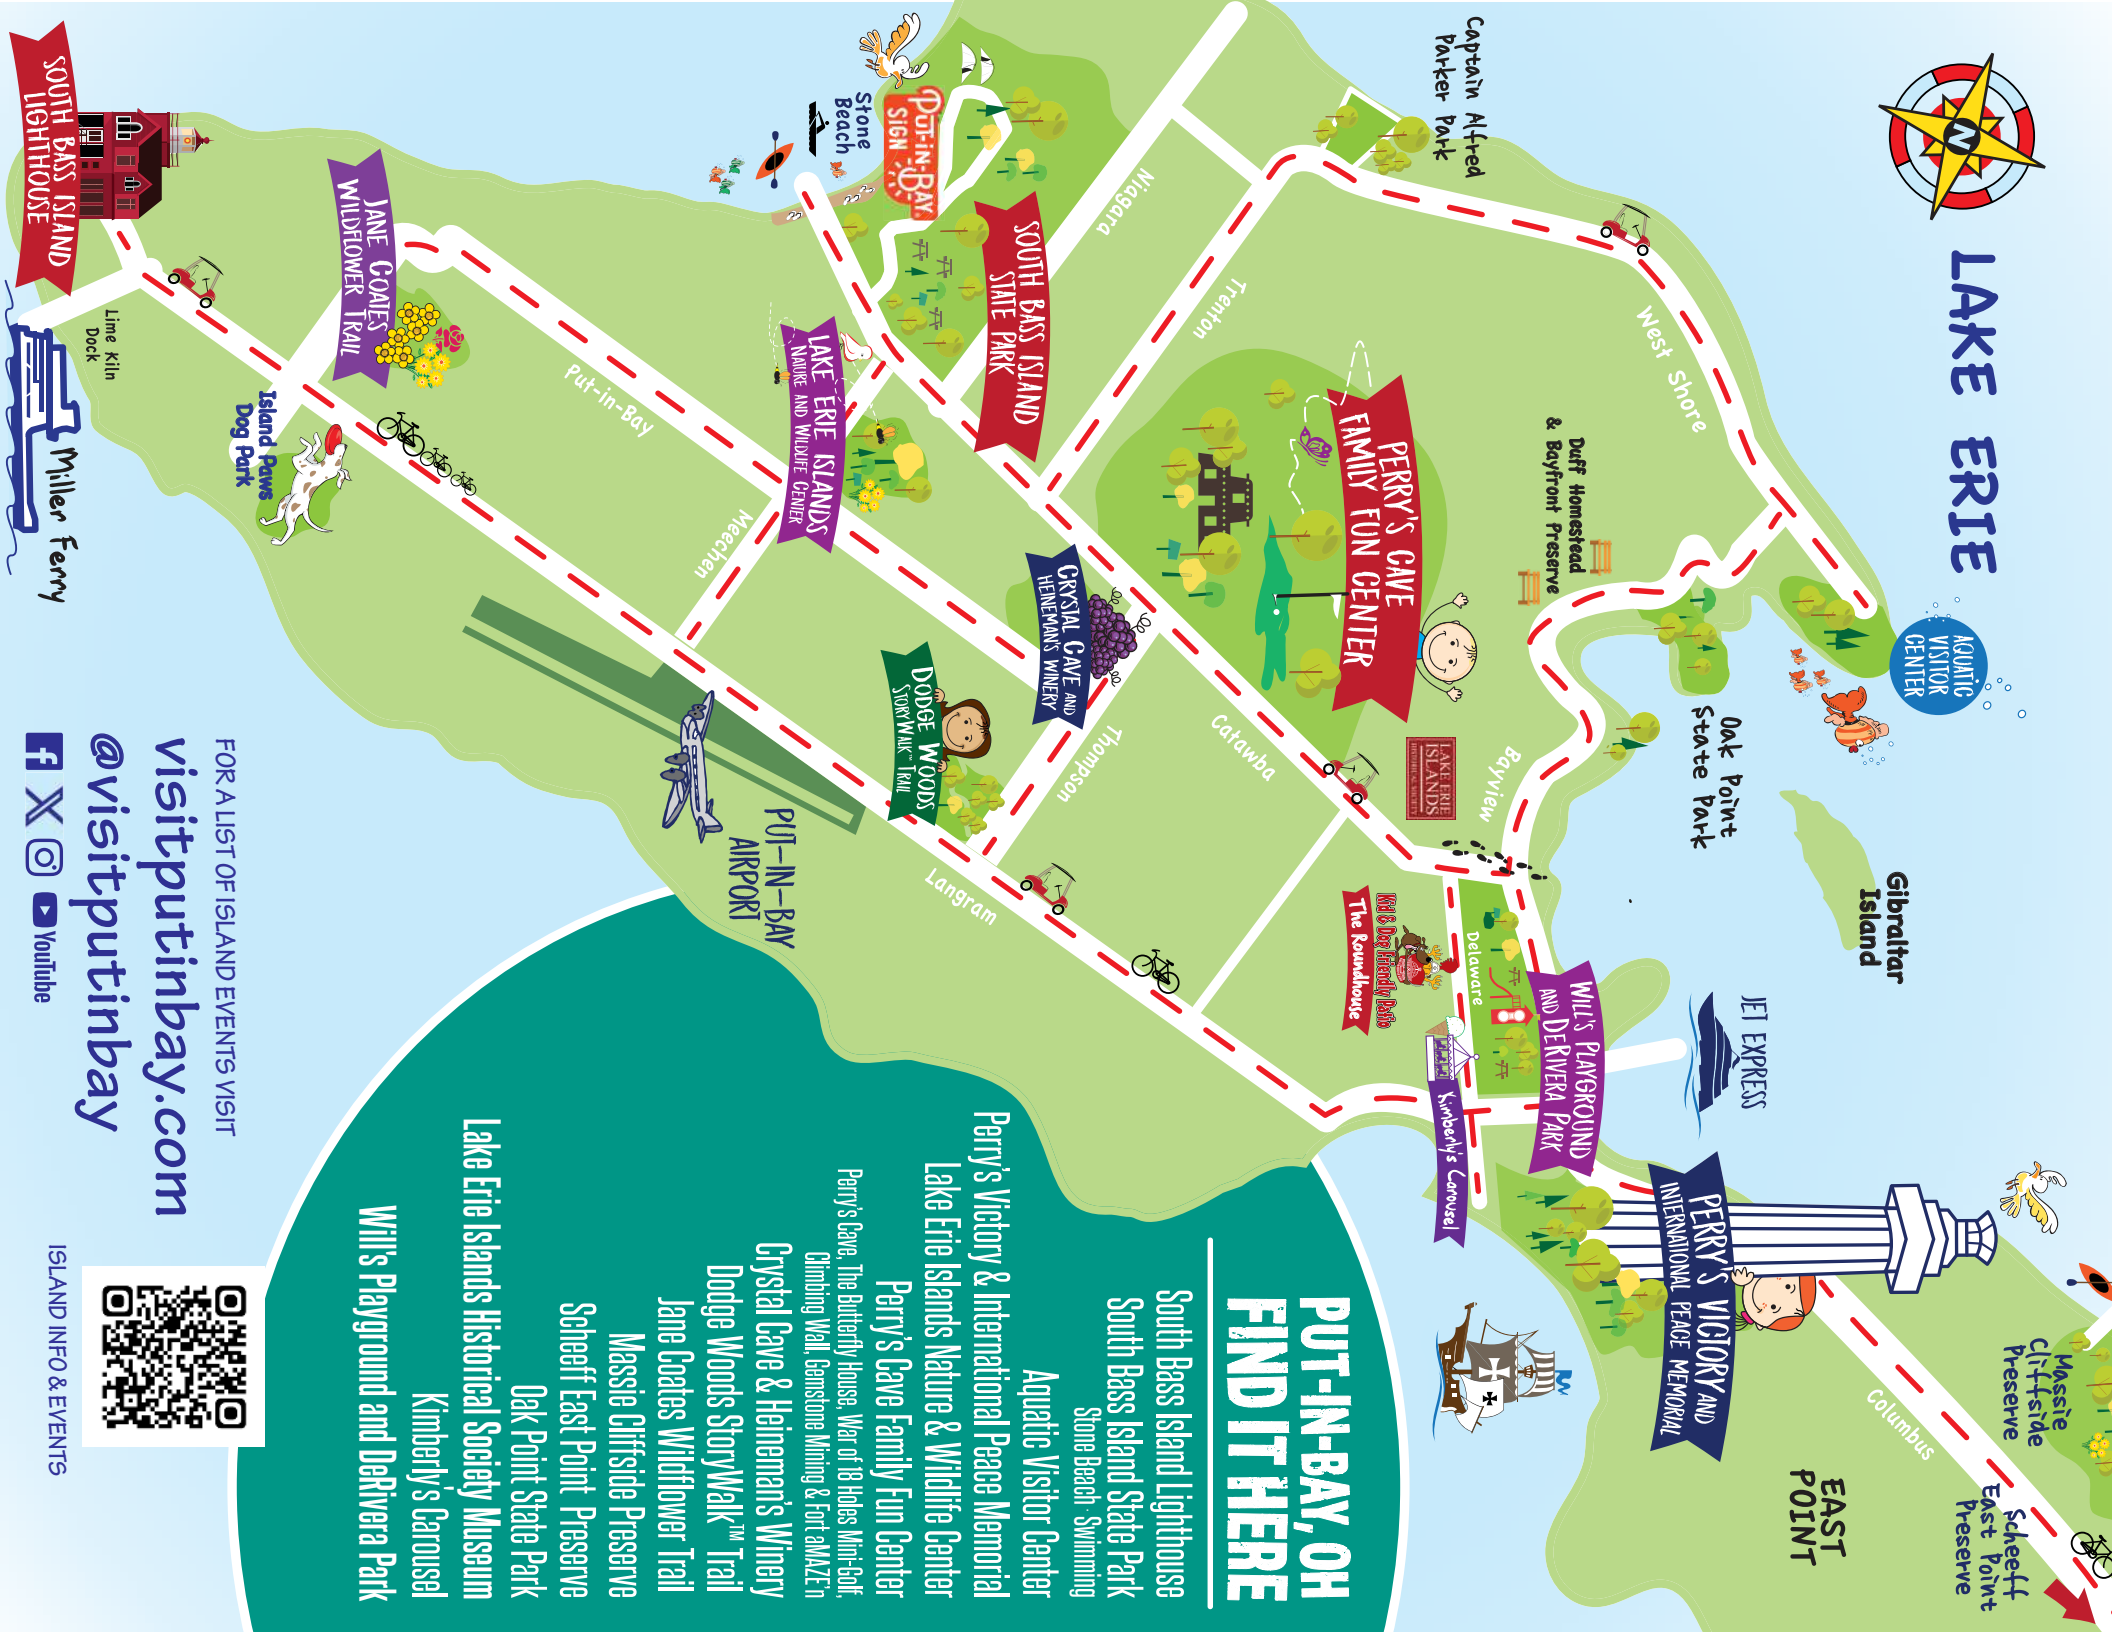 LAKE ERIE
N
Captain Alfred
Parker Park
West Shore
Duff Homestead
& Bayfront Preserve
AQUATIC
VISITOR
CENTER
Oak Point
State Park
Gibraltar
Island
JET EXPRESS
Bayview
LAKE ERIE
ISLANDS
HISTORICAL SOCIETY
PERRY'S CAVE
FAMILY FUN CENTER
Niagara
Trenton
Stone
Beach
PUT-IN-BAY
SIGN
SOUTH BASS ISLAND
STATE PARK
SOUTH BASS ISLAND
LIGHTHOUSE
JANE COATES
WILDFLOWER TRAIL
Lime Kiln
Dock
Miller Ferry
Island Paws
Dog Park
Put-in-Bay
LAKE ERIE ISLANDS
NATURE AND WILDLIFE CENTER
Meechen
CRYSTAL CAVE AND
HEINEMAN'S WINERY
DODGE WOODS
STORYWALK™ TRAIL
Thompson
Catawba
Langram
PUT-IN-BAY
AIRPORT
Delaware
Kid & Dog Friendly Patio
The Roundhouse
Kimberly's Carousel
WILL'S PLAYGROUND
AND DERIVERA PARK
PERRY'S VICTORY AND
INTERNATIONAL PEACE MEMORIAL
Massie
Cliffside
Preserve
Columbus
Scheeff
East Point
Preserve
EAST
POINT
FOR A LIST OF ISLAND EVENTS VISIT
visitputinbay.com
@visitputinbay
YouTube
ISLAND INFO & EVENTS
PUT-IN-BAY, OH
FIND IT HERE
South Bass Island Lighthouse
South Bass Island State Park
Stone Beach - Swimming
Aquatic Visitor Center
Perry's Victory & International Peace Memorial
Lake Erie Islands Nature & Wildlife Center
Perry's Cave Family Fun Center
Perry's Cave, The Butterfly House, War of 18 Holes Mini-Golf,
Climbing Wall, Gemstone Mining & Fort aMAZE'n
Crystal Cave & Heineman's Winery
Dodge Woods StoryWalk™ Trail
Jane Coates Wildflower Trail
Massie Cliffside Preserve
Scheeff East Point Preserve
Oak Point State Park
Lake Erie Islands Historical Society Museum
Kimberly's Carousel
Will's Playground and DeRivera Park